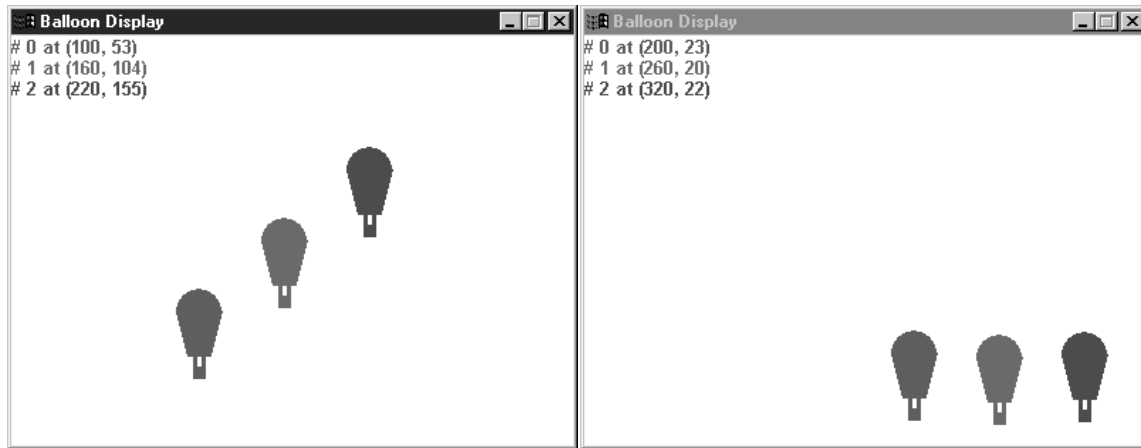 Balloon Display
# 0 at (100, 53)
# 1 at (160, 104)
# 2 at (220, 155)
Balloon Display
# 0 at (200, 23)
# 1 at (260, 20)
# 2 at (320, 22)